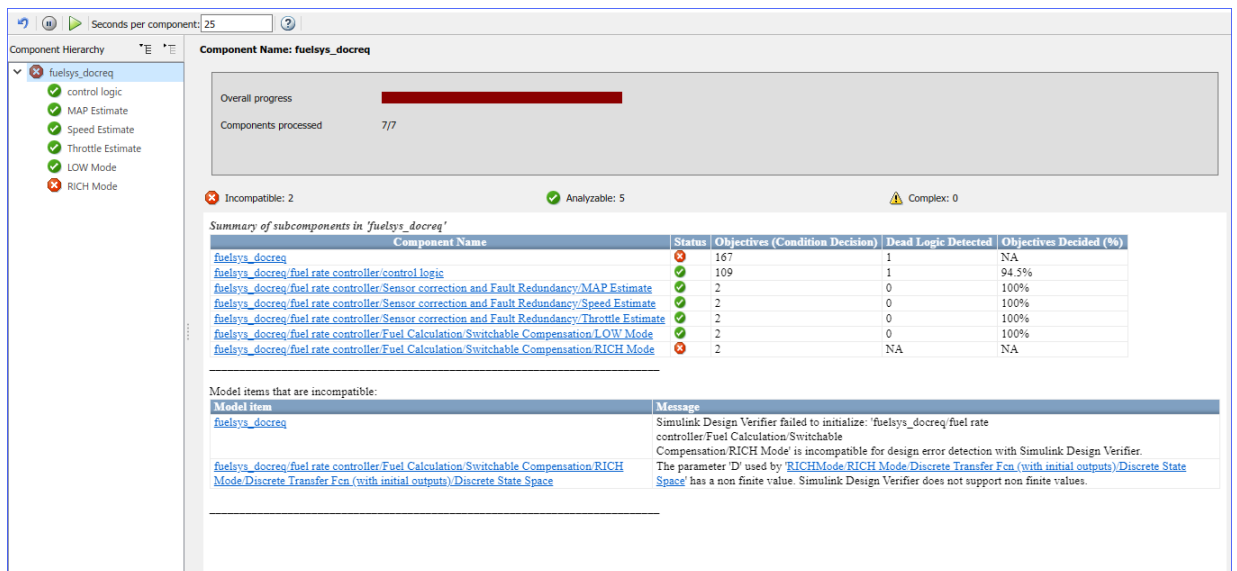 Seconds per component: 25
Component Hierarchy
fuelsys_docreq
control logic
MAP Estimate
Speed Estimate
Throttle Estimate
LOW Mode
RICH Mode
Component Name: fuelsys_docreq
Overall progress
Components processed 7/7
Incompatible: 2 Analyzable: 5 Complex: 0
Summary of subcomponents in 'fuelsys_docreq'
Component Name Status Objectives (Condition Decision) Dead Logic Detected Objectives Decided (%)
fuelsys_docreq 167 1 NA
fuelsys_docreq/fuel rate controller/control logic 109 1 94.5%
fuelsys_docreq/fuel rate controller/Sensor correction and Fault Redundancy/MAP Estimate 2 0 100%
fuelsys_docreq/fuel rate controller/Sensor correction and Fault Redundancy/Speed Estimate 2 0 100%
fuelsys_docreq/fuel rate controller/Sensor correction and Fault Redundancy/Throttle Estimate 2 0 100%
fuelsys_docreq/fuel rate controller/Fuel Calculation/Switchable Compensation/LOW Mode 2 0 100%
fuelsys_docreq/fuel rate controller/Fuel Calculation/Switchable Compensation/RICH Mode 2 NA NA
Model items that are incompatible:
Model item Message
fuelsys_docreq
Simulink Design Verifier failed to initialize: 'fuelsys_docreq/fuel rate
controller/Fuel Calculation/Switchable
Compensation/RICH Mode' is incompatible for design error detection with Simulink Design Verifier.
fuelsys_docreq/fuel rate controller/Fuel Calculation/Switchable Compensation/RICH
Mode/Discrete Transfer Fcn (with initial outputs)/Discrete State Space
The parameter 'D' used by 'RICHMode/RICH Mode/Discrete Transfer Fcn (with initial outputs)/Discrete State
Space' has a non finite value. Simulink Design Verifier does not support non finite values.